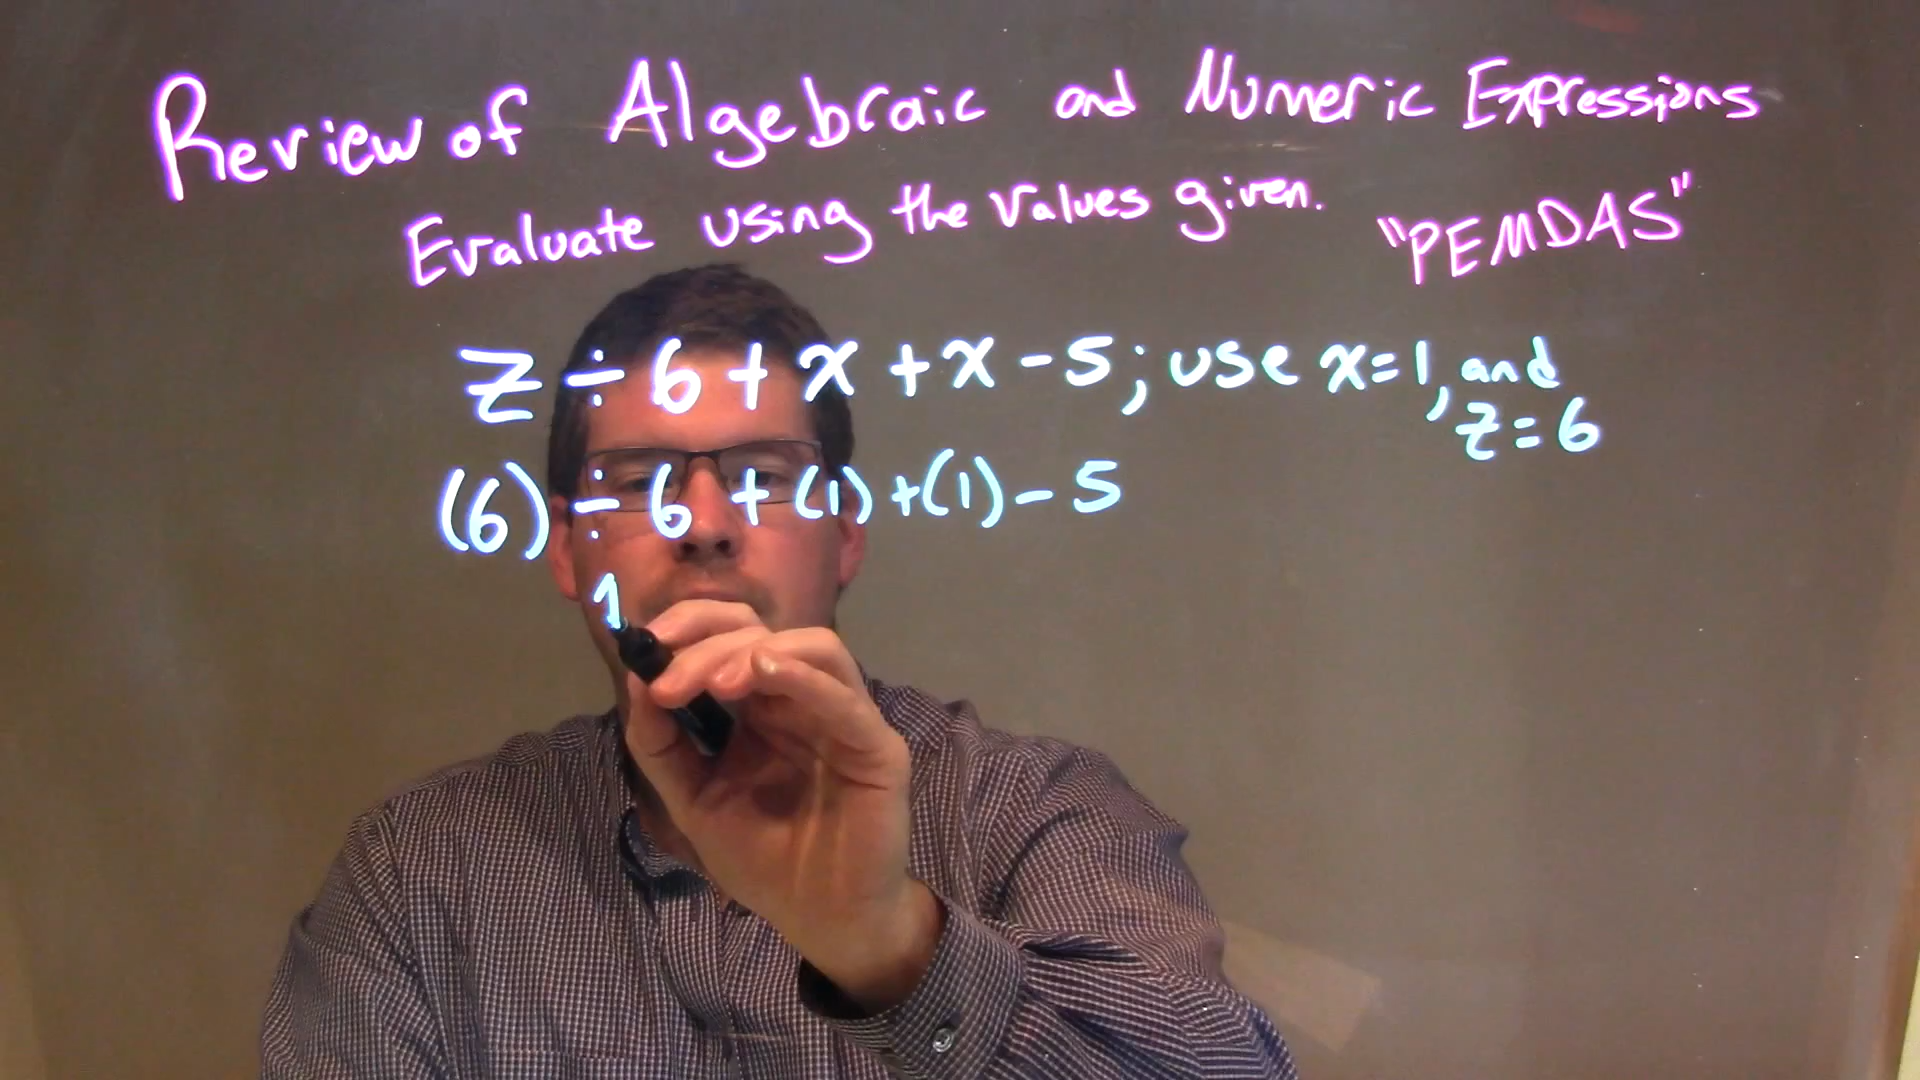 Review of Algebraic and Numeric Expressions
Evaluate using the values given. "PEMDAS"
z ÷ 6 + x + x - 5; use x=1, and
z = 6
(6) ÷ 6 + (1) + (1) - 5
1